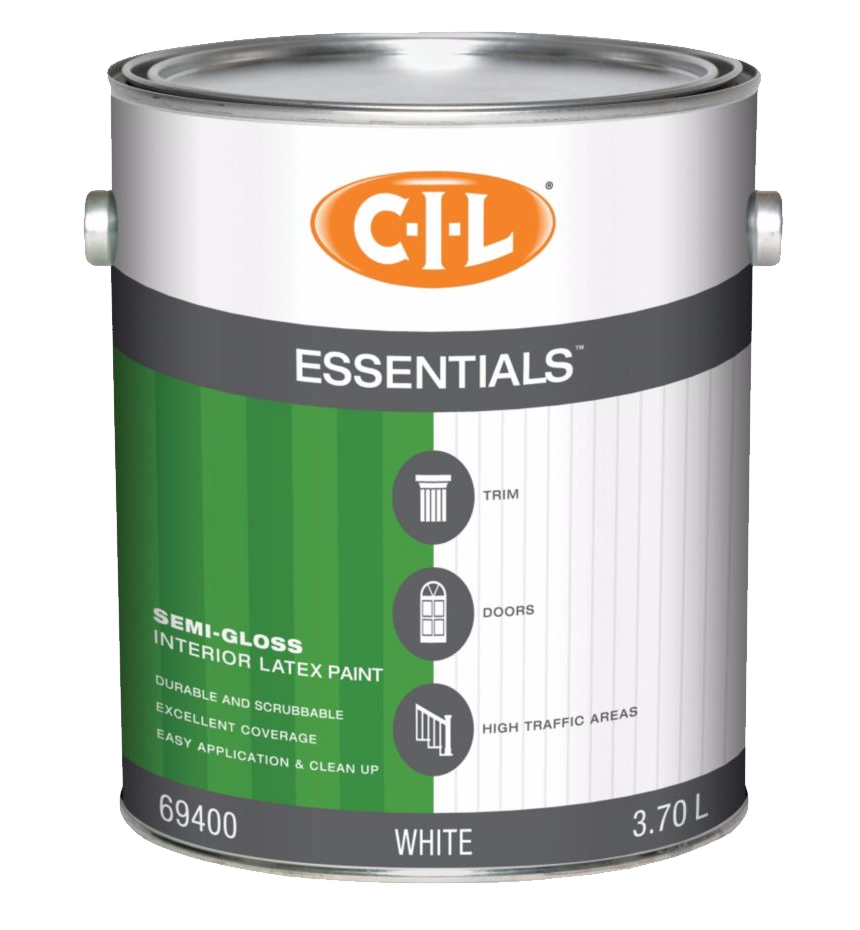 C·I·L®
ESSENTIALS™
TRIM
DOORS
HIGH TRAFFIC AREAS
SEMI-GLOSS
INTERIOR LATEX PAINT
DURABLE AND SCRUBBABLE
EXCELLENT COVERAGE
EASY APPLICATION & CLEAN UP
69400
WHITE
3.70 L